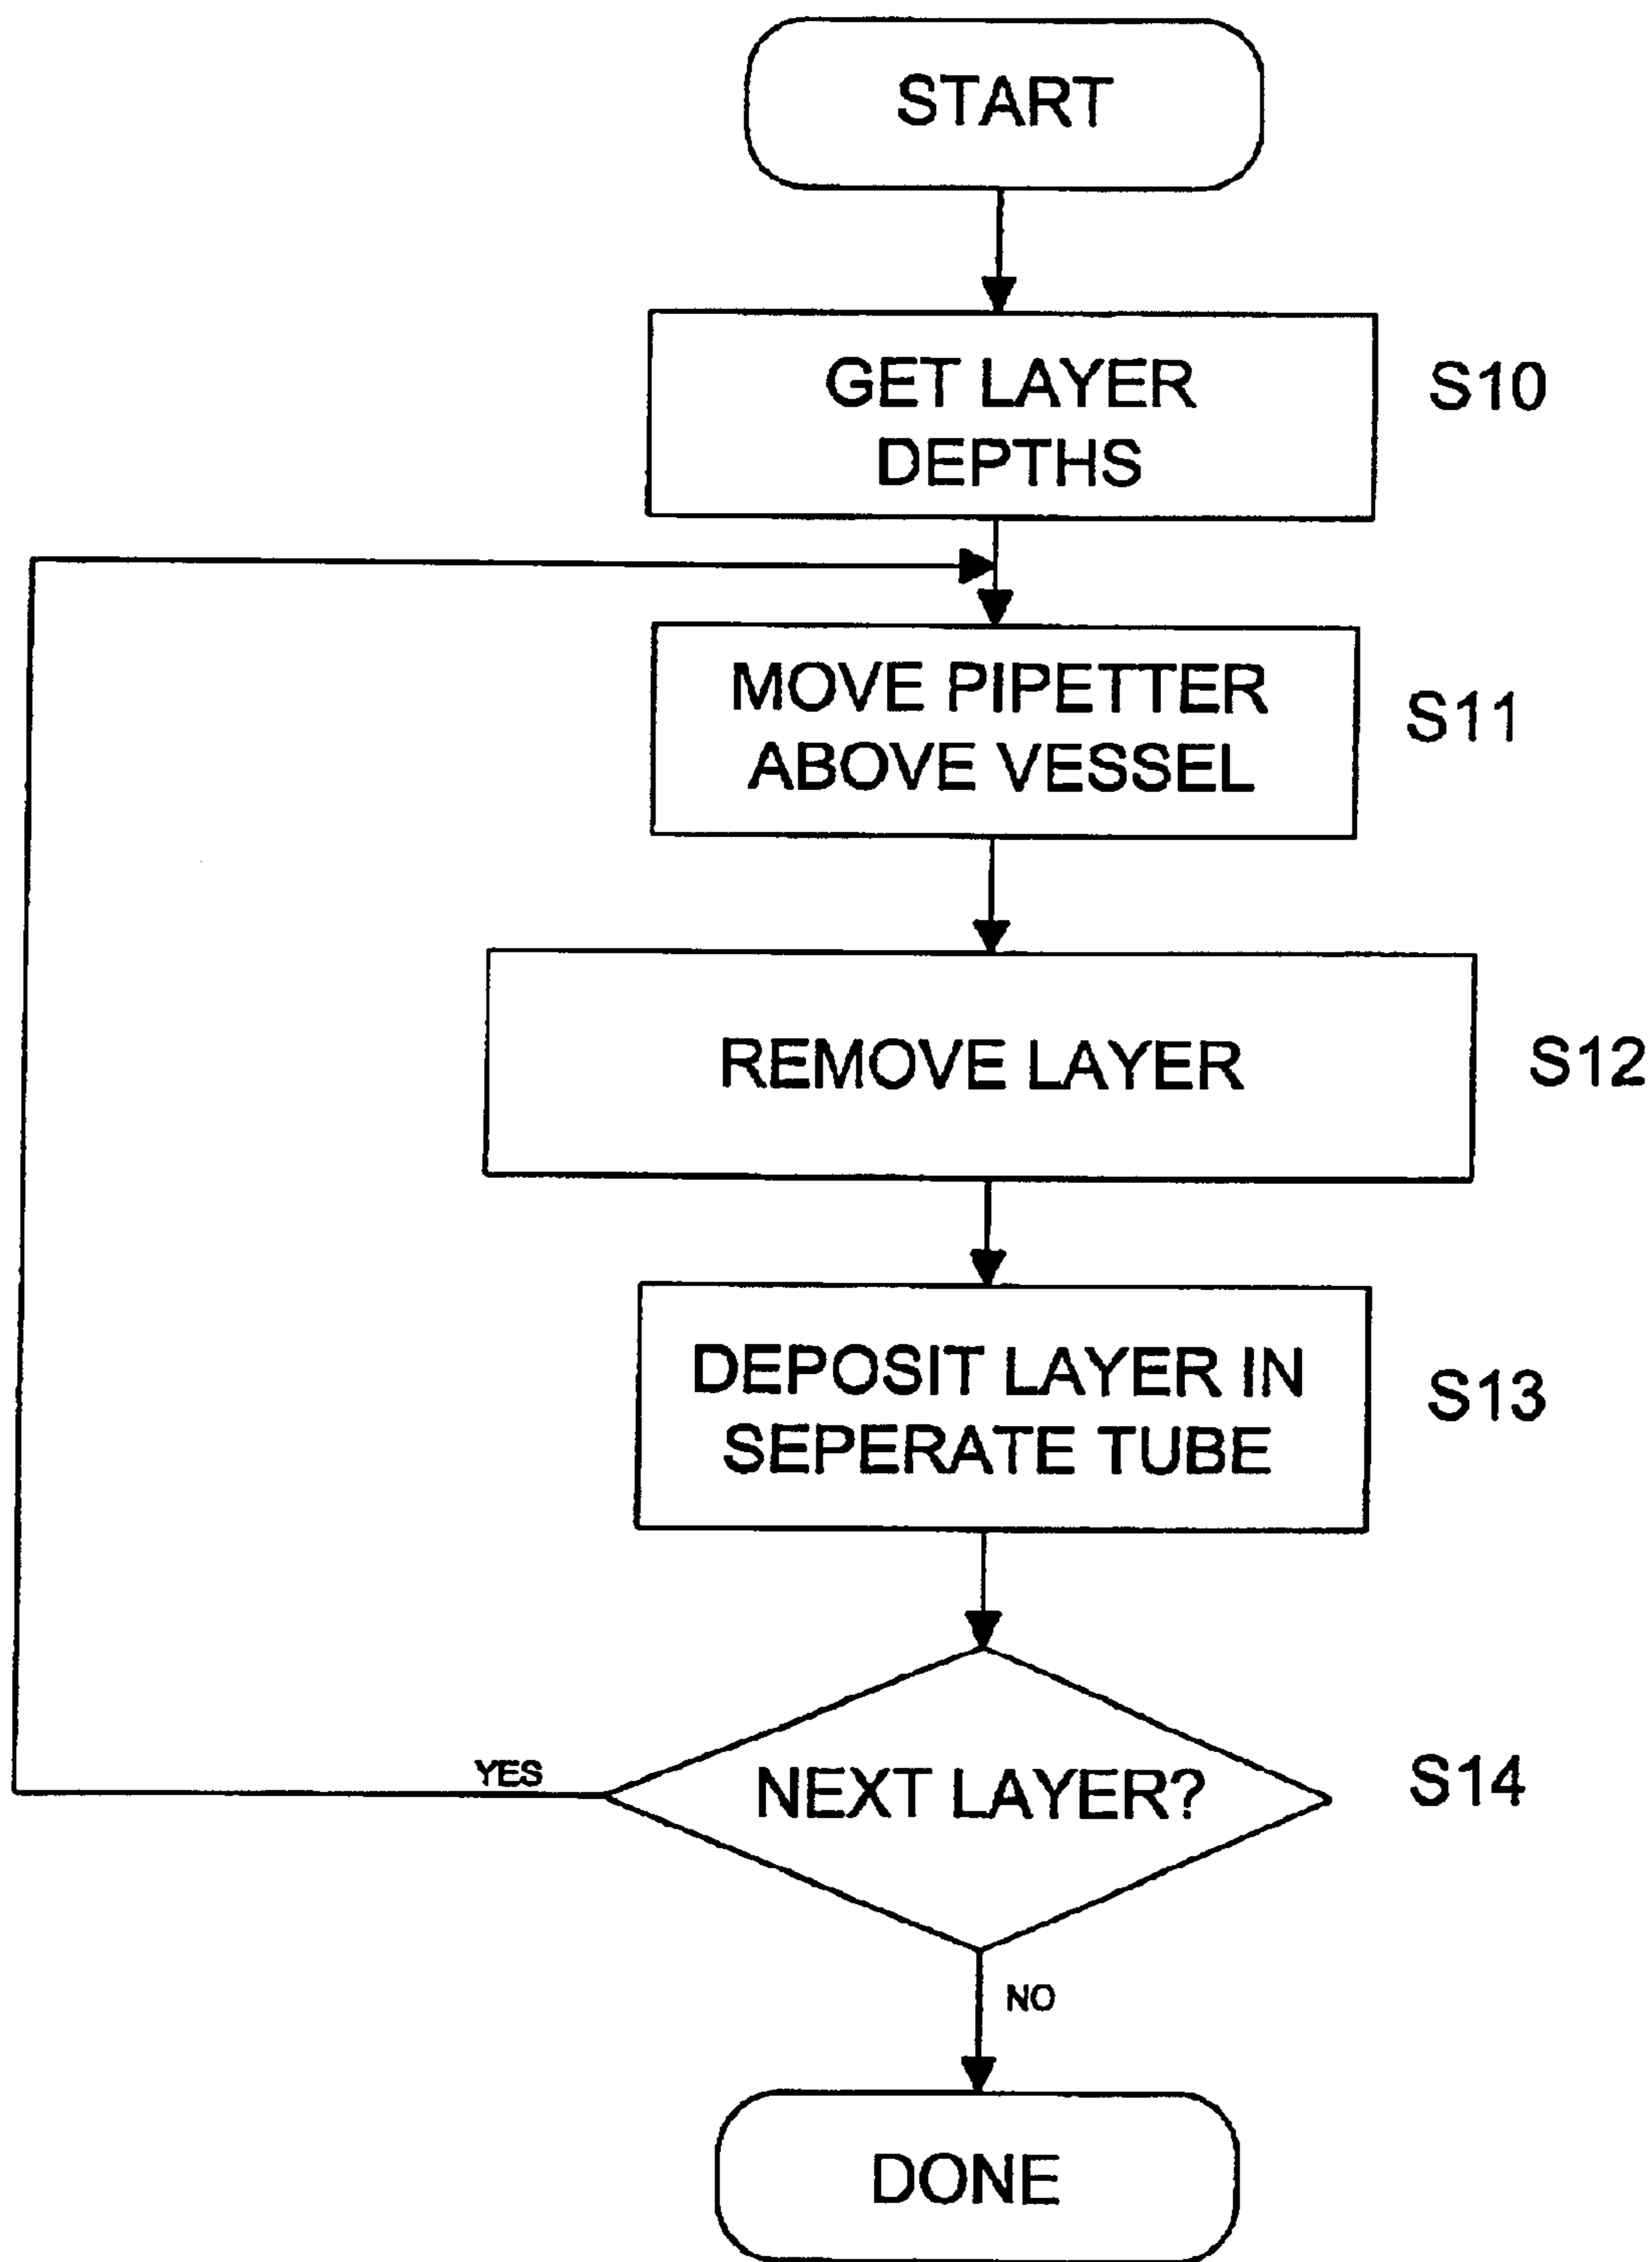 START
GET LAYER
DEPTHS
S10
MOVE PIPETTER
ABOVE VESSEL
S11
REMOVE LAYER
S12
DEPOSIT LAYER IN
SEPERATE TUBE
S13
NEXT LAYER?
S14
YES
NO
DONE